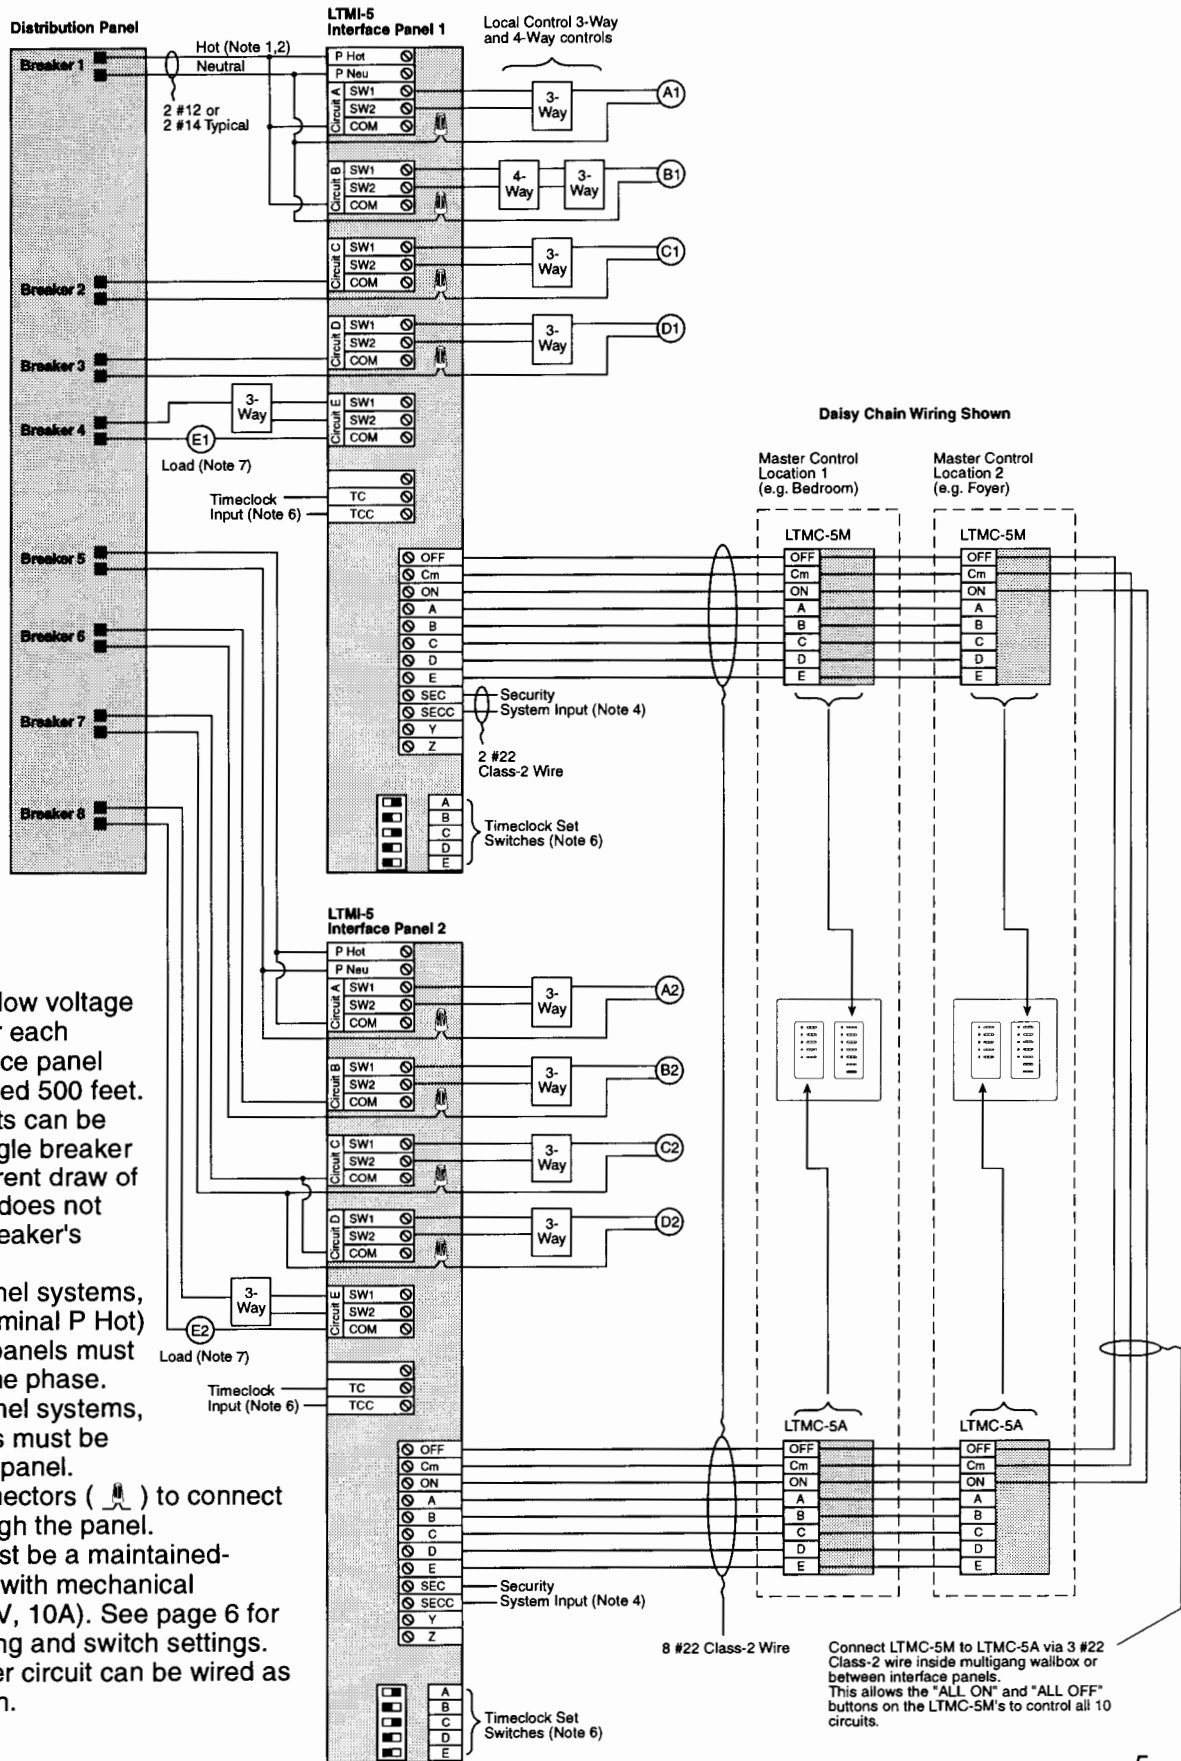 Distribution Panel
LTMI-5
Interface Panel 1
Local Control 3-Way
and 4-Way controls
Breaker 1
Hot (Note 1,2)
Neutral
2 #12 or
2 #14 Typical
P Hot
P Neu
Circuit A
SW1
SW2
COM
3-
Way
A1
Circuit B
SW1
SW2
COM
4-
Way
3-
Way
B1
Breaker 2
Circuit C
SW1
SW2
COM
3-
Way
C1
Breaker 3
Circuit D
SW1
SW2
COM
3-
Way
D1
Breaker 4
3-
Way
E1
Load (Note 7)
Circuit E
SW1
SW2
COM
Timeclock
Input (Note 6)
TC
TCC
Daisy Chain Wiring Shown
Master Control
Location 1
(e.g. Bedroom)
Master Control
Location 2
(e.g. Foyer)
LTMC-5M
LTMC-5M
Breaker 5
Breaker 6
Breaker 7
Breaker 8
OFF
Cm
ON
A
B
C
D
E
SEC
SECC
Y
Z
OFF
Cm
ON
A
B
C
D
E
OFF
Cm
ON
A
B
C
D
E
Security
System Input (Note 4)
2 #22
Class-2 Wire
A
B
C
D
E
Timeclock Set
Switches (Note 6)
LTMI-5
Interface Panel 2
P Hot
P Neu
Circuit A
SW1
SW2
COM
3-
Way
A2
Circuit B
SW1
SW2
COM
3-
Way
B2
Circuit C
SW1
SW2
COM
3-
Way
C2
Circuit D
SW1
SW2
COM
3-
Way
D2
3-
Way
E2
Load (Note 7)
Circuit E
SW1
SW2
COM
Timeclock
Input (Note 6)
TC
TCC
LTMC-5A
LTMC-5A
OFF
Cm
ON
A
B
C
D
E
SEC
SECC
Y
Z
OFF
Cm
ON
A
B
C
D
E
OFF
Cm
ON
A
B
C
D
E
Security
System Input (Note 4)
8 #22 Class-2 Wire
A
B
C
D
E
Timeclock Set
Switches (Note 6)
Connect LTMC-5M to LTMC-5A via 3 #22
Class-2 wire inside multigang wallbox or
between interface panels.
This allows the "ALL ON" and "ALL OFF"
buttons on the LTMC-5M's to control all 10
circuits.
low voltage
r each
ce panel
ed 500 feet.
ts can be
gle breaker
rent draw of
does not
eaker's
nel systems,
minal P Hot)
panels must
ne phase.
nel systems,
s must be
panel.
nectors ( ) to connect
gh the panel.
st be a maintained-
with mechanical
V, 10A). See page 6 for
ng and switch settings.
er circuit can be wired as
n.